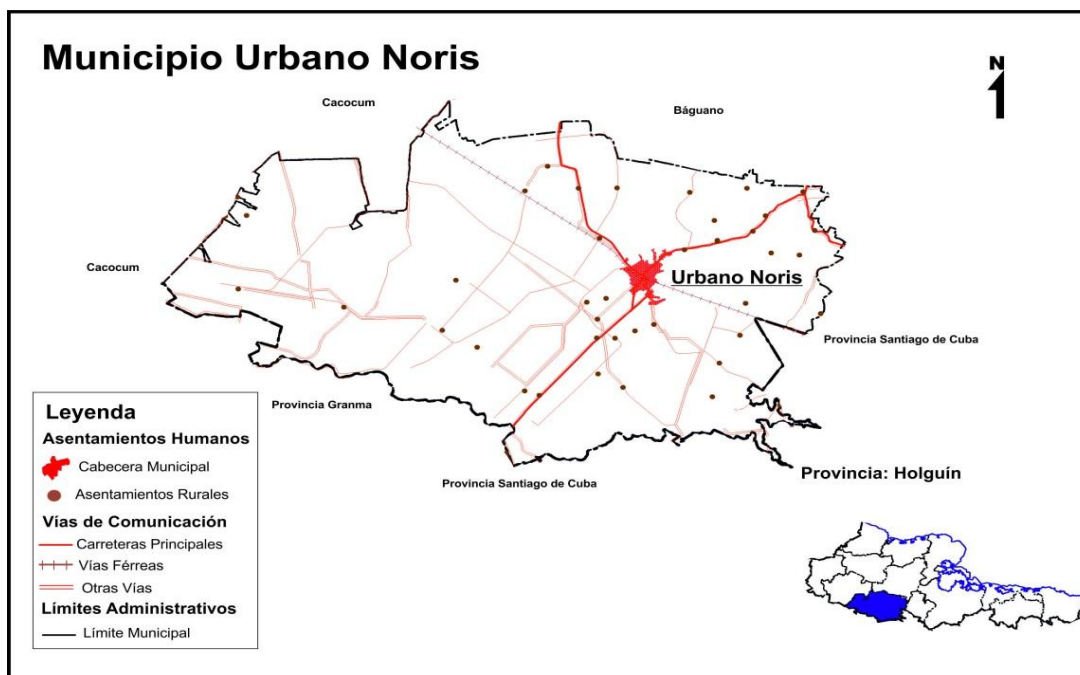 Municipio Urbano Noris
N
Cacocum
Báguano
Cacocum
Urbano Noris
Provincia Santiago de Cuba
Provincia Granma
Provincia Santiago de Cuba
Provincia: Holguín
Leyenda
Asentamientos Humanos
Cabecera Municipal
Asentamientos Rurales
Vías de Comunicación
Carreteras Principales
Vías Férreas
Otras Vías
Límites Administrativos
Límite Municipal